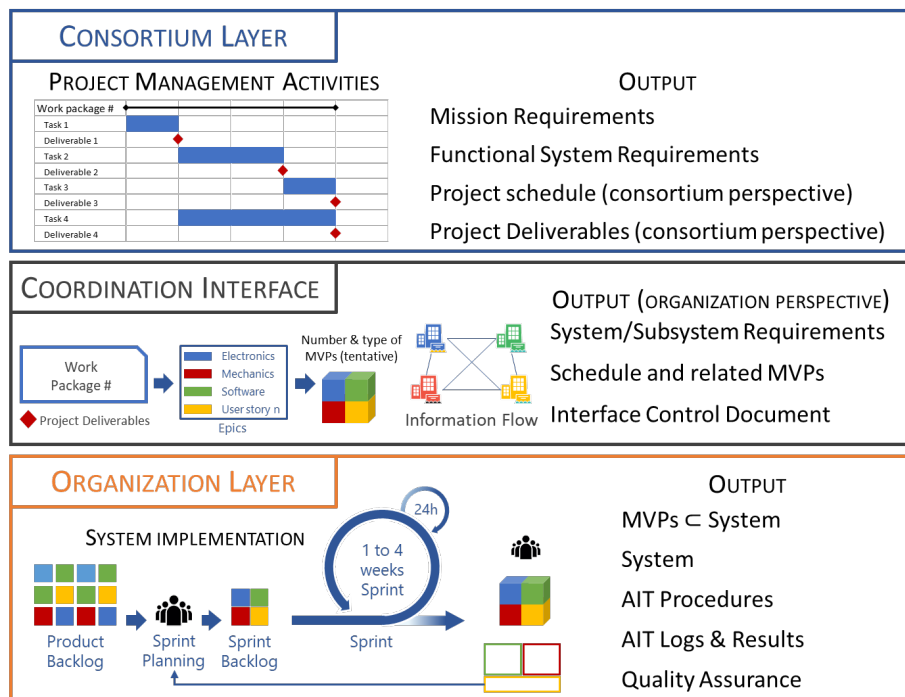 CONSORTIUM LAYER
PROJECT MANAGEMENT ACTIVITIES
Work package #
Task 1
Deliverable 1
Task 2
Deliverable 2
Task 3
Deliverable 3
Task 4
Deliverable 4
OUTPUT
Mission Requirements
Functional System Requirements
Project schedule (consortium perspective)
Project Deliverables (consortium perspective)
COORDINATION INTERFACE
Work
Package #
Project Deliverables
Electronics
Mechanics
Software
User story n
Epics
Number & type of
MVPs (tentative)
Information Flow
OUTPUT (ORGANIZATION PERSPECTIVE)
System/Subsystem Requirements
Schedule and related MVPs
Interface Control Document
ORGANIZATION LAYER
SYSTEM IMPLEMENTATION
Product
Backlog
Sprint
Planning
Sprint
Backlog
24h
1 to 4
weeks
Sprint
Sprint
OUTPUT
MVPs ⊂ System
System
AIT Procedures
AIT Logs & Results
Quality Assurance